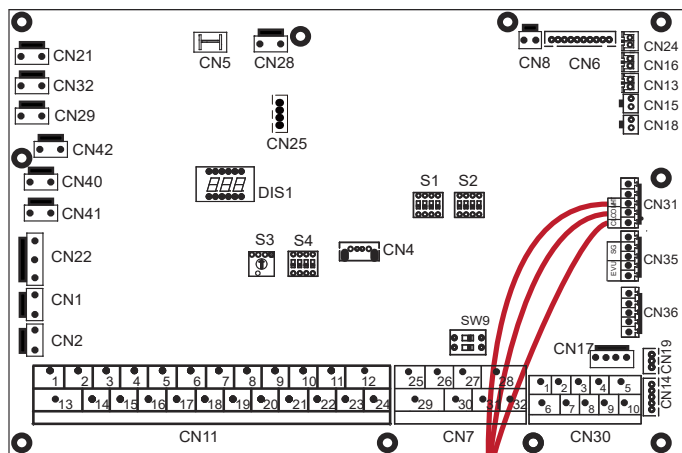 CN21
CN32
CN29
CN42
CN40
CN41
CN22
CN1
CN2
CN5
CN28
CN25
DIS1
S3
S4
CN4
S1
S2
SW9
CN8
CN6
CN24
CN16
CN13
CN15
CN18
CN31
SG
EVU
CN35
CN36
CN17
CN19
CN14
1 2 3 4 5 6 7 8 9 10 11 12
13 14 15 16 17 18 19 20 21 22 23 24
CN11
25 26 27 28
29 30 31 32
CN7
1 2 3 4 5
6 7 8 9 10
CN30